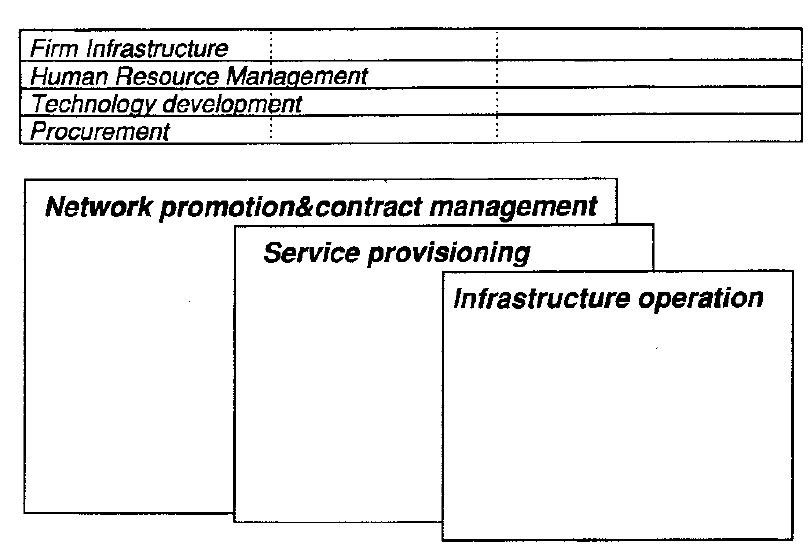 Firm Infrastructure
Human Resource Management
Technology development
Procurement
Network promotion&contract management
Service provisioning
Infrastructure operation